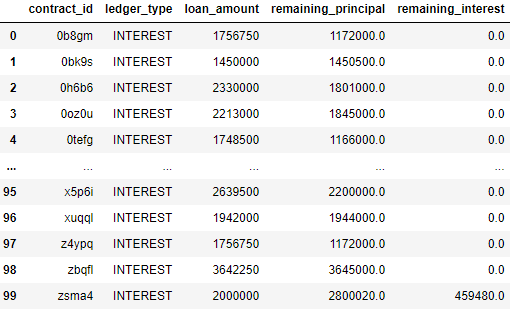 contract_id ledger_type loan_amount remaining_principal remaining_interest
0 0b8gm INTEREST 1756750 1172000.0 0.0
1 0bk9s INTEREST 1450000 1450500.0 0.0
2 0h6b6 INTEREST 2330000 1801000.0 0.0
3 0oz0u INTEREST 2213000 1845000.0 0.0
4 0tefg INTEREST 1748500 1166000.0 0.0
... ... ... ... ... ...
95 x5p6i INTEREST 2639500 2200000.0 0.0
96 xuqql INTEREST 1942000 1944000.0 0.0
97 z4ypq INTEREST 1756750 1172000.0 0.0
98 zbqfl INTEREST 3642250 3645000.0 0.0
99 zsma4 INTEREST 2000000 2800020.0 459480.0